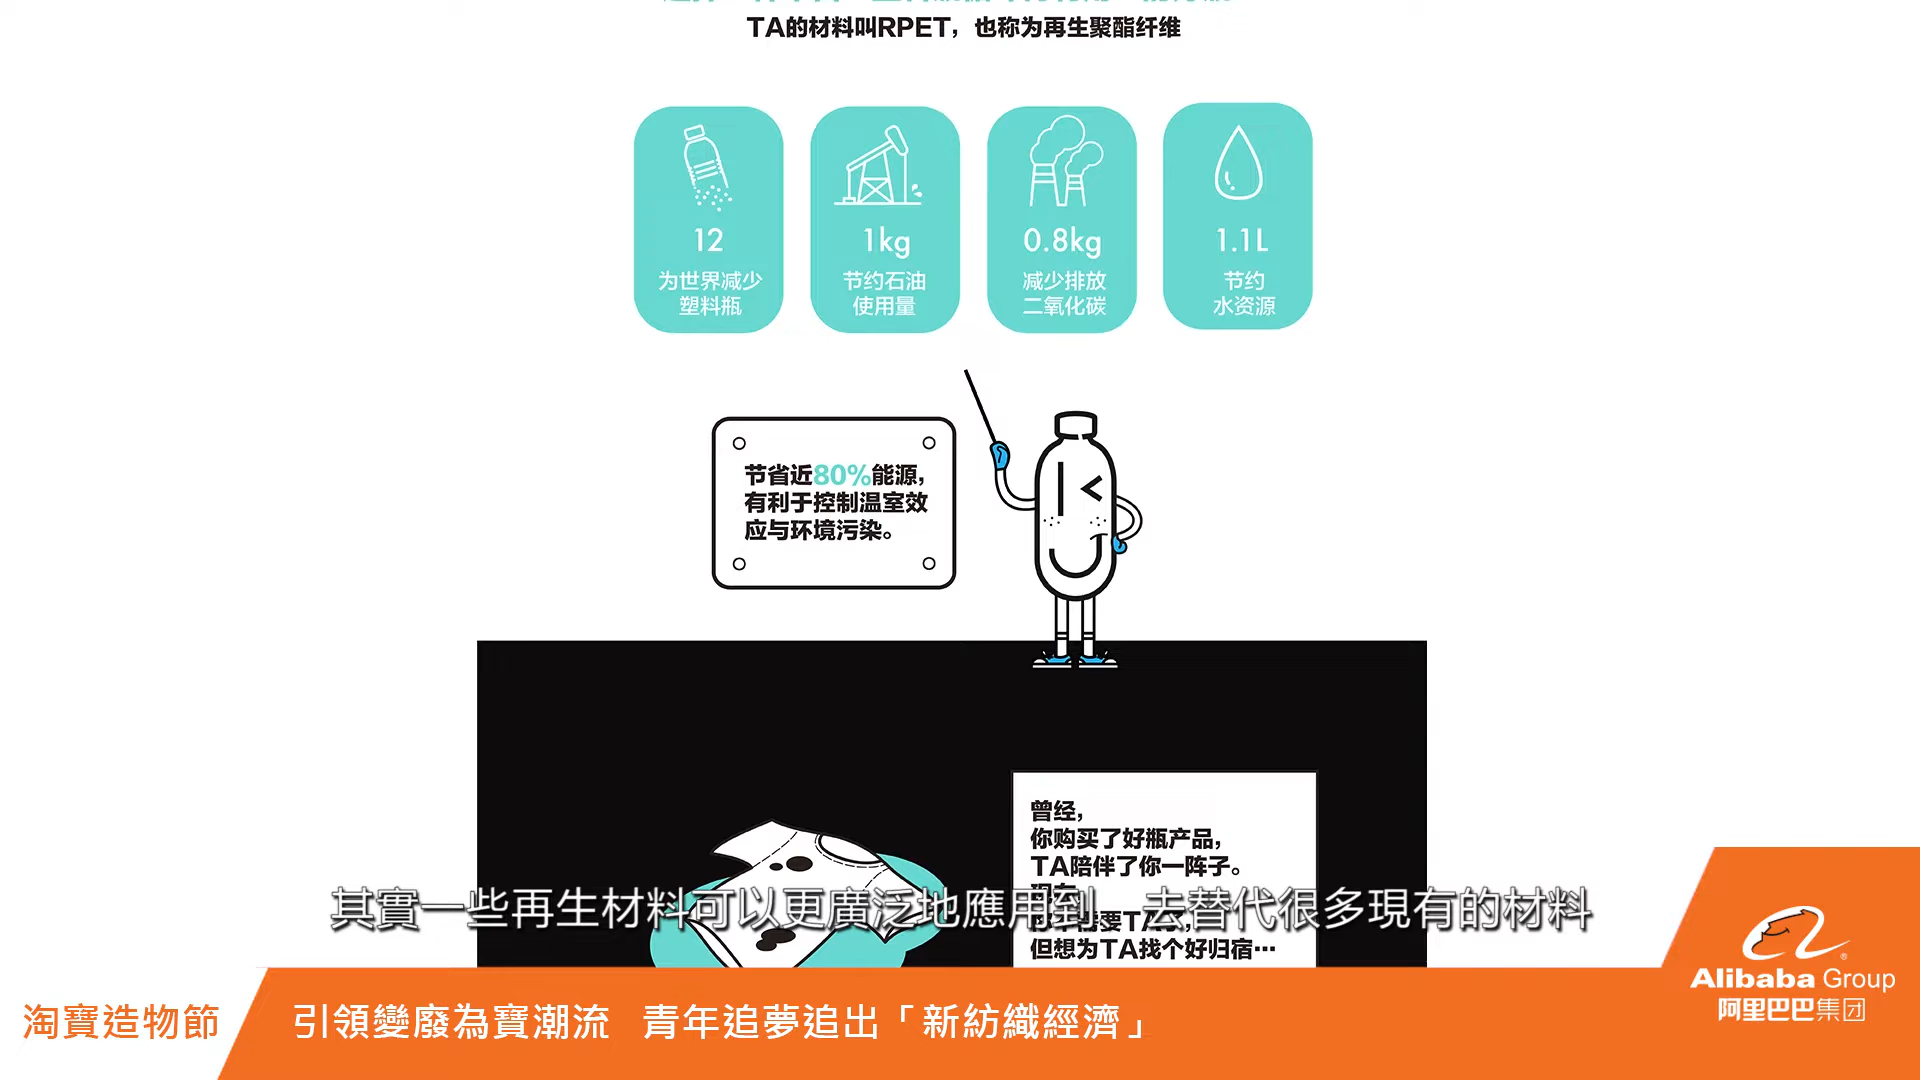 TA的材料叫RPET，也称为再生聚酯纤维
12
为世界减少
塑料瓶
1kg
节约石油
使用量
0.8kg
减少排放
二氧化碳
1.1L
节约
水资源
节省近80%能源，
有利于控制温室效
应与环境污染。
曾经，
你购买了好瓶产品，
TA陪伴了你一阵子。
但想为TA找个好归宿…
其實一些再生材料可以更廣泛地應用到 去替代很多現有的材料
淘寶造物節
引領變廢為寶潮流 青年追夢追出「新紡織經濟」
Alibaba Group
阿里巴巴集团